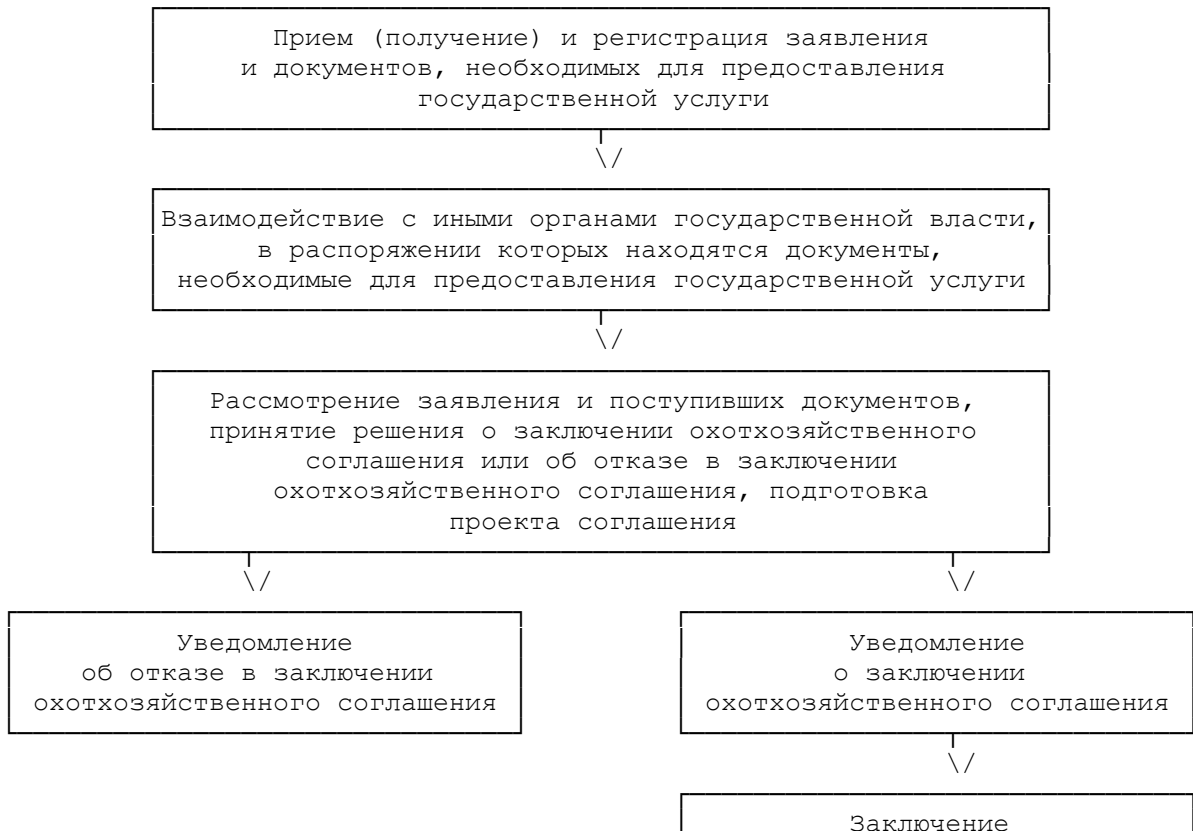 Прием (получение) и регистрация заявления
и документов, необходимых для предоставления
государственной услуги
\/
Взаимодействие с иными органами государственной власти,
в распоряжении которых находятся документы,
необходимые для предоставления государственной услуги
\/
Рассмотрение заявления и поступивших документов,
принятие решения о заключении охотхозяйственного
соглашения или об отказе в заключении
охотхозяйственного соглашения, подготовка
проекта соглашения
\/ \/
Уведомление
об отказе в заключении
охотхозяйственного соглашения
Уведомление
о заключении
охотхозяйственного соглашения
\/
Заключение